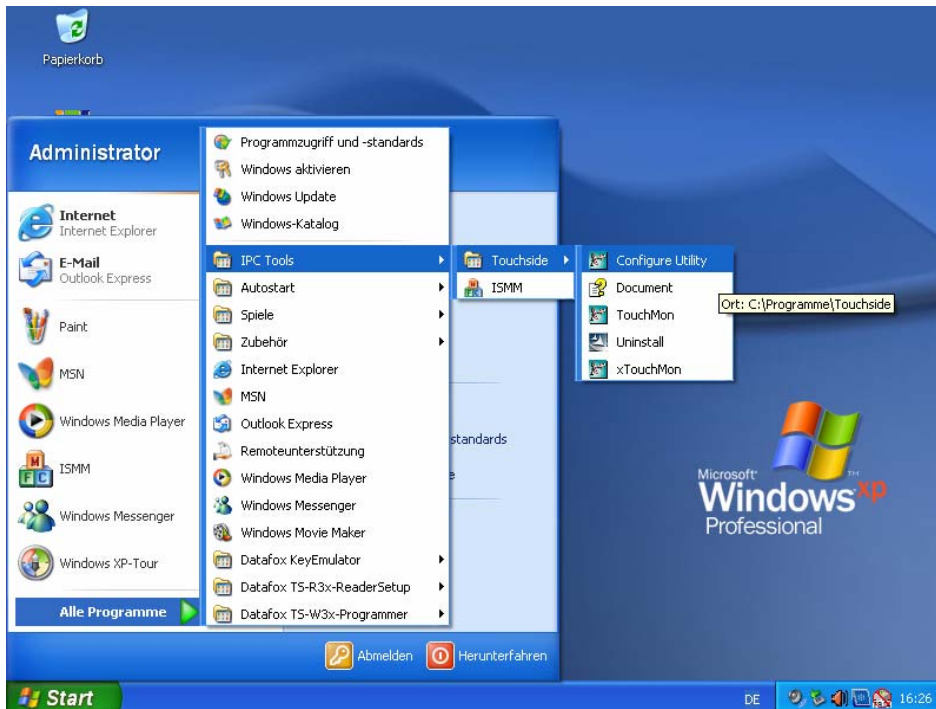 Papierkorb
Administrator
Internet
Internet Explorer
E-Mail
Outlook Express
Paint
MSN
Windows Media Player
ISMM
Windows Messenger
Windows XP-Tour
Alle Programme
Programmzugriff und -standards
Windows aktivieren
Windows Update
Windows-Katalog
IPC Tools
Autostart
Spiele
Zubehör
Internet Explorer
MSN
Outlook Express
Remoteunterstützung
Windows Media Player
Windows Messenger
Windows Movie Maker
Datafox KeyEmulator
Datafox TS-R3x-ReaderSetup
Datafox TS-W3x-Programmer
Touchside
ISMM
Configure Utility
Document
TouchMon
Uninstall
xTouchMon
Ort: C:\Programme\Touchside
standards
Microsoft
Windows xp
Professional
Abmelden
Herunterfahren
Start
DE
16:26